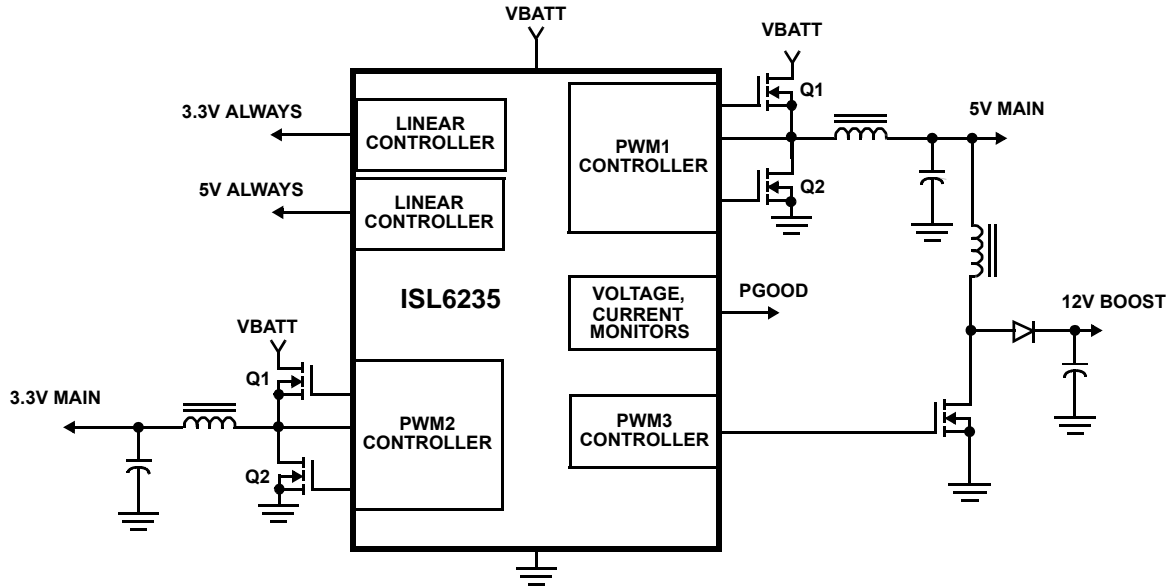 VBATT
VBATT
Q1
3.3V ALWAYS
LINEAR
CONTROLLER
PWM1
CONTROLLER
5V MAIN
5V ALWAYS
LINEAR
CONTROLLER
Q2
ISL6235
VOLTAGE,
CURRENT
MONITORS
PGOOD
12V BOOST
VBATT
Q1
3.3V MAIN
PWM2
CONTROLLER
PWM3
CONTROLLER
Q2